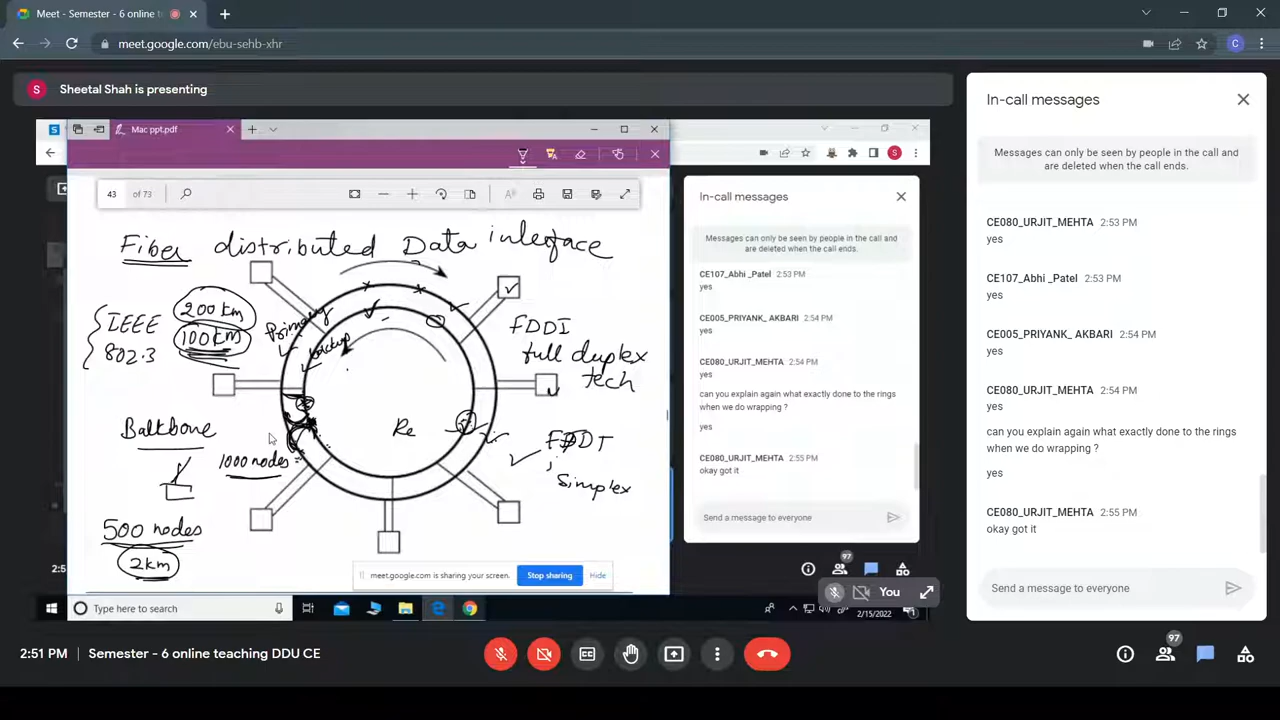 Meet - Semester - 6 online t
meet.google.com/ebu-sehb-xhr
C
S Sheetal Shah is presenting
Mac ppt.pdf
43 of 73
Fiber distributed Data interface
IEEE
802.3
200 km
100 km
Primary
backup
FDDI
full duplex
tech
Re
FDDT
Simplex
1000 nodes
500 nodes
2km
meet.google.com is sharing your screen. Stop sharing Hide
S
In-call messages
Messages can only be seen by people in the call and
are deleted when the call ends.
CE107_Abhi _Patel 2:53 PM
yes
CE005_PRIYANK_ AKBARI 2:54 PM
yes
CE080_URJIT_MEHTA 2:54 PM
yes
can you explain again what exactly done to the rings
when we do wrapping ?
yes
CE080_URJIT_MEHTA 2:55 PM
okay got it
Send a message to everyone
97
You
2:5
Type here to search
2/15/2022
In-call messages
Messages can only be seen by people in the call and
are deleted when the call ends.
CE080_URJIT_MEHTA 2:53 PM
yes
CE107_Abhi _Patel 2:53 PM
yes
CE005_PRIYANK_ AKBARI 2:54 PM
yes
CE080_URJIT_MEHTA 2:54 PM
yes
can you explain again what exactly done to the rings
when we do wrapping ?
yes
CE080_URJIT_MEHTA 2:55 PM
okay got it
Send a message to everyone
2:51 PM Semester - 6 online teaching DDU CE
97